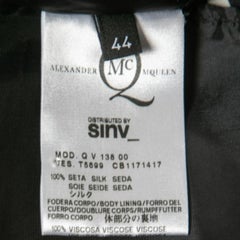 44
ALEXANDER McQ McQUEEN
DISTRIBUTED BY
sinv_
MOD. Q V 138 00
TES. T5699 CB1171417
100% SETA SILK SEDA
SOIE SEIDE SEDA
シルク
FODERA CORPO/BODY LINING/FORRO DEL
CUERPO/DOUBLURE CORPS/RUMPFFUTTER
FORRO CORPO 体部分の裏地
100% VISCOSA VISCOSE VISCOSA